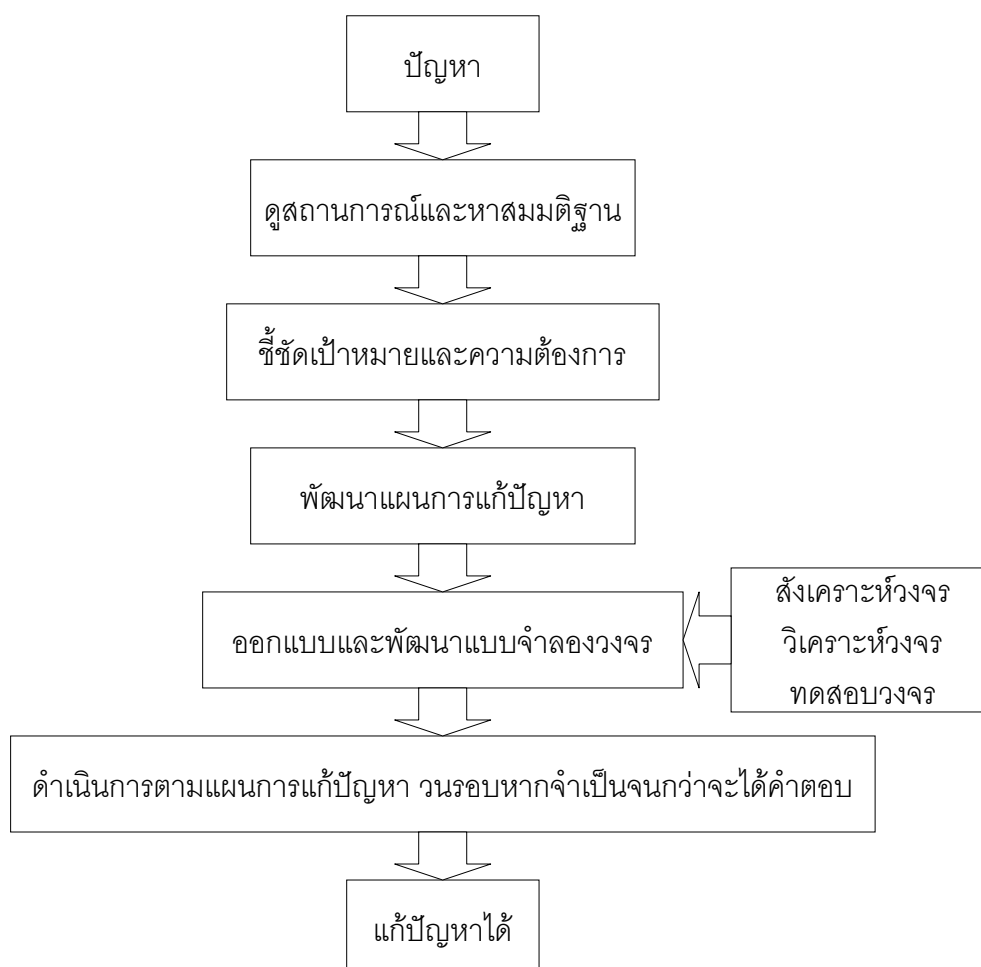 ปัญหา
ดูสถานการณ์และหาสมมติฐาน
ชี้ชัดเป้าหมายและความต้องการ
พัฒนาแผนการแก้ปัญหา
ออกแบบและพัฒนาแบบจำลองวงจร
สังเคราะห์วงจร
วิเคราะห์วงจร
ทดสอบวงจร
ดำเนินการตามแผนการแก้ปัญหา วนรอบหากจำเป็นจนกว่าจะได้คำตอบ
แก้ปัญหาได้